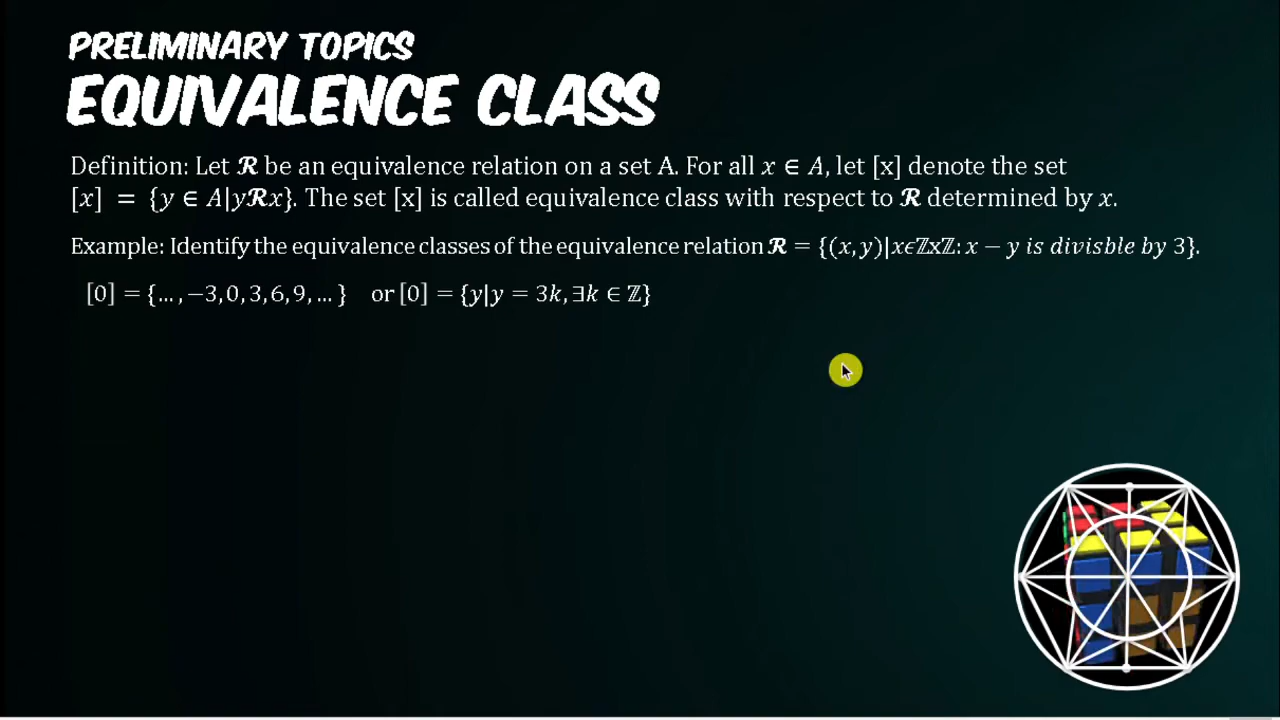 PRELIMINARY TOPICS
EQUIVALENCE CLASS
Definition: Let 𝓡 be an equivalence relation on a set A. For all 𝑥 ∈ 𝐴, let [x] denote the set
[𝑥] = {𝑦 ∈ 𝐴|𝑦𝓡𝑥}. The set [x] is called equivalence class with respect to 𝓡 determined by 𝑥.
Example: Identify the equivalence classes of the equivalence relation 𝓡 = {(𝑥, 𝑦)|𝑥𝜖ℤxℤ: 𝑥 − 𝑦 𝑖𝑠 𝑑𝑖𝑣𝑖𝑠𝑏𝑙𝑒 𝑏𝑦 3}.
[0] = {… , −3, 0, 3, 6, 9, … } or [0] = {𝑦|𝑦 = 3𝑘, ∃𝑘 ∈ ℤ}